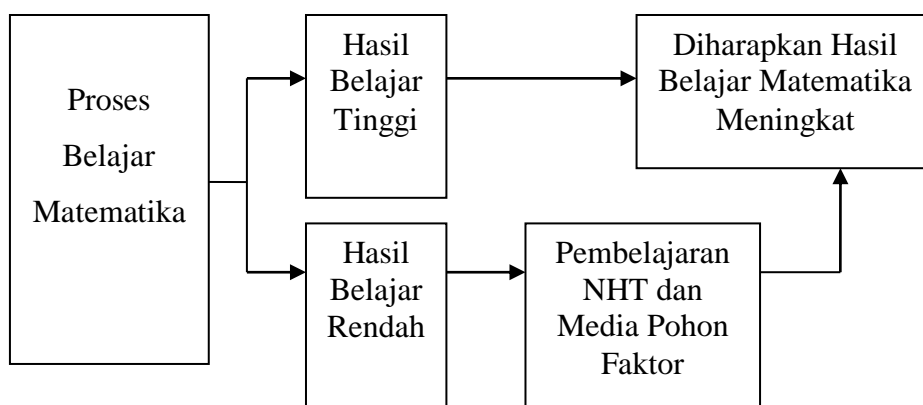 Proses
Belajar
Matematika
Hasil
Belajar
Tinggi
Diharapkan Hasil
Belajar Matematika
Meningkat
Hasil
Belajar
Rendah
Pembelajaran
NHT dan
Media Pohon
Faktor